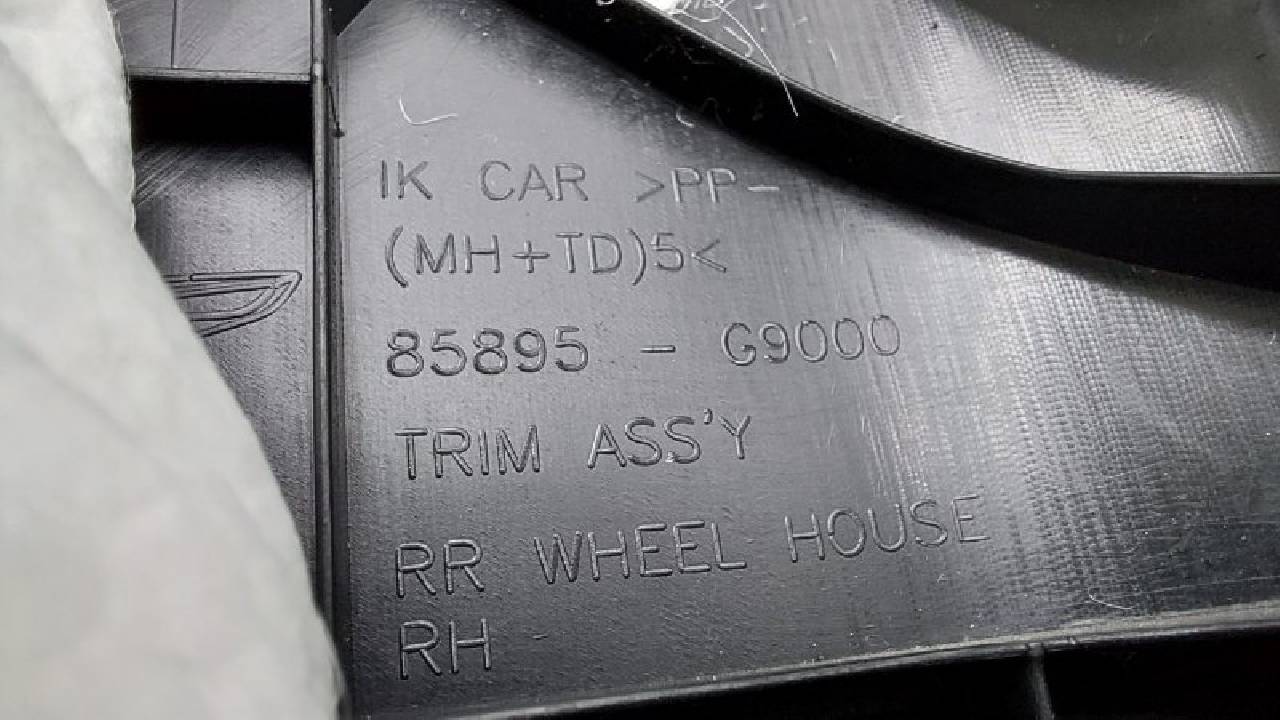 IK CAR >PP-
(MH+TD)5<
85895 - G9000
TRIM ASS'Y
RR WHEEL HOUSE
RH